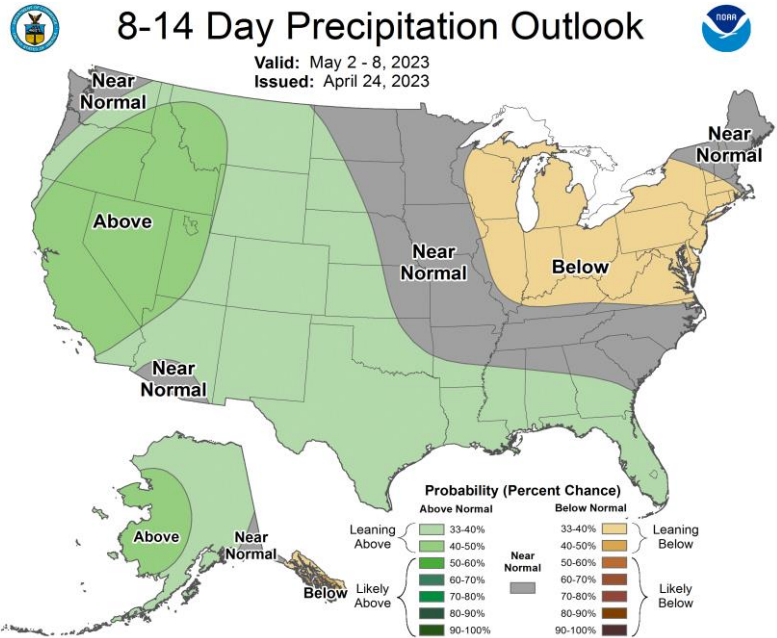 8-14 Day Precipitation Outlook
NOAA
Valid: May 2 - 8, 2023
Issued: April 24, 2023
Near
Normal
Near
Normal
Above
Near
Normal
Below
Near
Normal
Above
Near
Normal
Below
Probability (Percent Chance)
Above Normal
Below Normal
Leaning
Above
33-40%
40-50%
Likely
Above
50-60%
60-70%
70-80%
80-90%
90-100%
Near
Normal
33-40%
40-50%
Leaning
Below
50-60%
60-70%
70-80%
80-90%
90-100%
Likely
Below